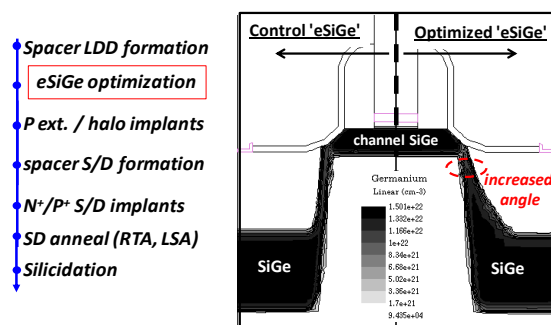 Spacer LDD formation
eSiGe optimization
P ext. / halo implants
spacer S/D formation
N+/P+ S/D implants
SD anneal (RTA, LSA)
Silicidation
Control 'eSiGe' Optimized 'eSiGe'
channel SiGe
increased
angle
Germanium
Linear (cm-3)
1.501e+22
1.332e+22
1.166e+22
1e+22
8.34e+21
6.68e+21
5.02e+21
3.36e+21
1.7e+21
9.435e+04
SiGe SiGe